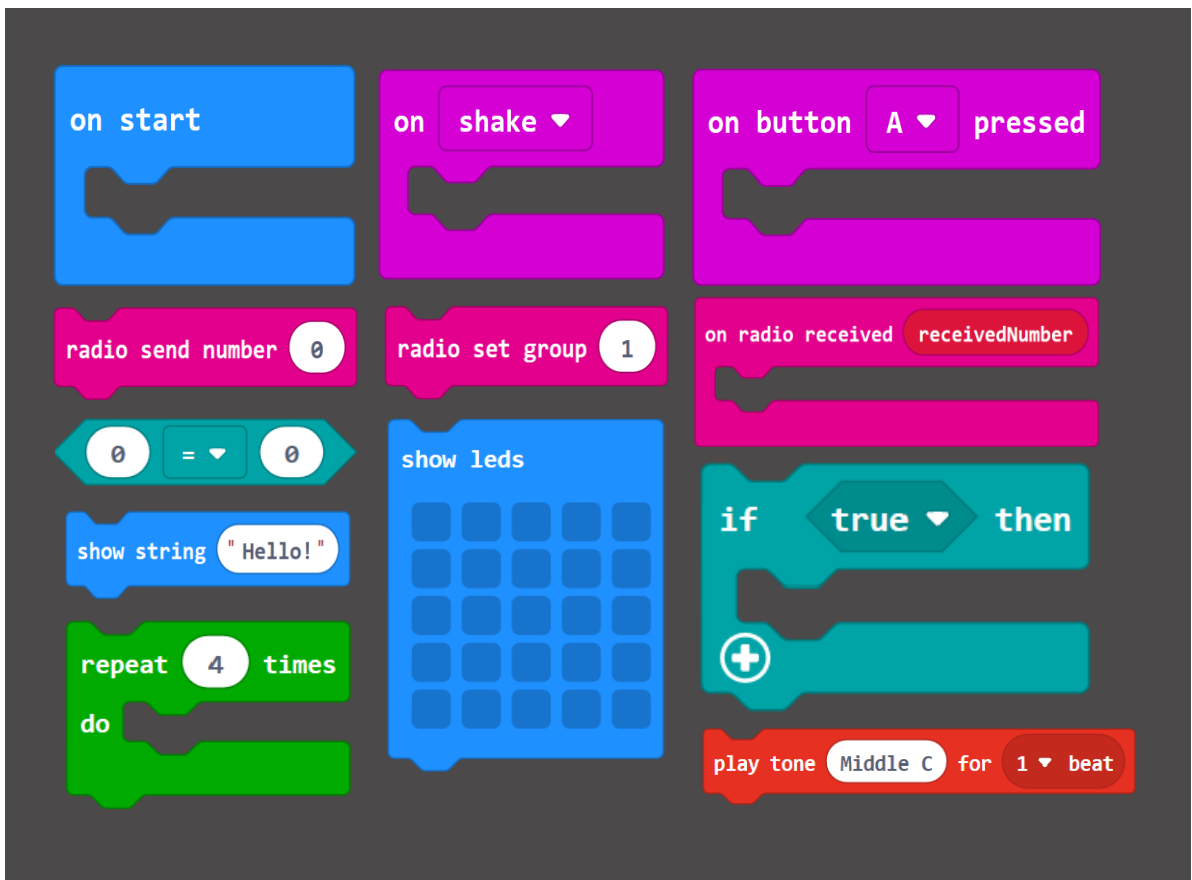 on start
on shake
on button A pressed
radio send number 0
radio set group 1
on radio received receivedNumber
0 = 0
show leds
if true then
show string "Hello!"
repeat 4 times
do
play tone Middle C for 1 beat